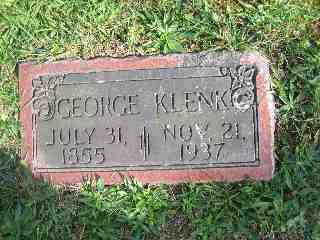 GEORGE KLENK
JULY 31, NOV. 21,
1855 1937